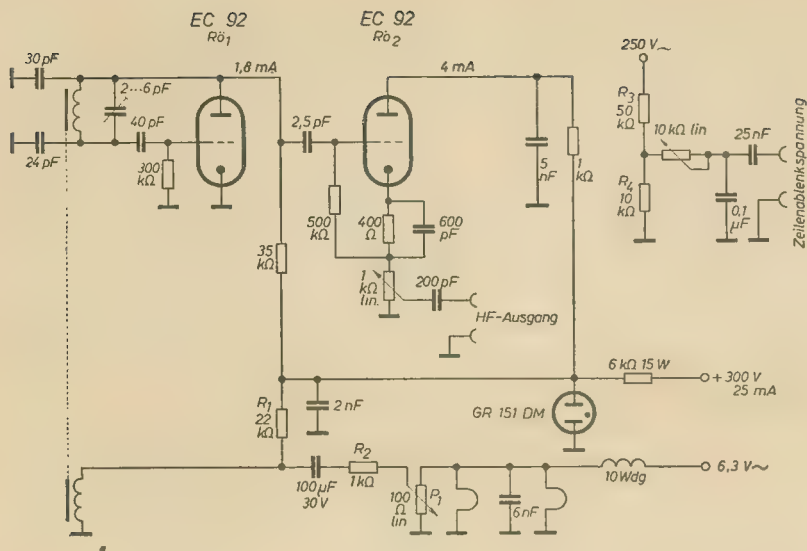 EC 92
Rö1
EC 92
Rö2
30 pF
1,8 mA
4 mA
250 V~
2...6 pF
40 pF
2,5 pF
24 pF
300
kΩ
500
kΩ
400
Ω
600
pF
5
nF
1
kΩ
R3
50
kΩ
10 kΩ lin
25 nF
R4
10
kΩ
0,1
µF
Zeilenablenkspannung
35
kΩ
1
kΩ
lin.
200 pF
HF-Ausgang
R1
22
kΩ
2 nF
GR 151 DM
6 kΩ 15 W
+ 300 V
25 mA
100 µF
30 V
R2
1 kΩ
100
Ω
lin
P1
6 nF
10 Wdg
6,3 V~